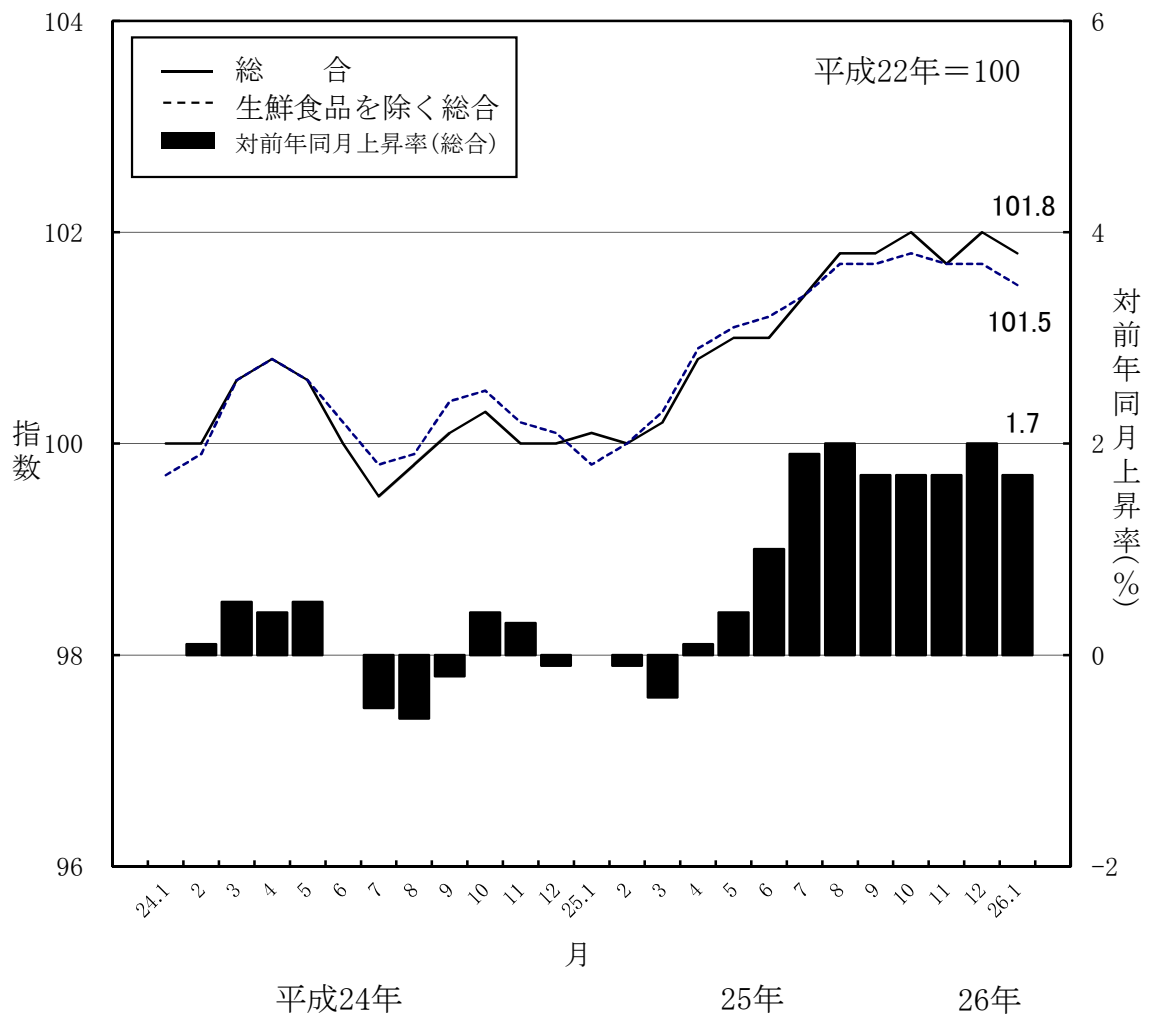 総 合
生鮮食品を除く総合
対前年同月上昇率(総合)
平成22年＝100
104
102
100
98
96
指数
6
4
2
0
-2
対前年同月上昇率(%)
101.8
101.5
1.7
24.1 2 3 4 5 6 7 8 9 10 11 12 25.1 2 3 4 5 6 7 8 9 10 11 12 26.1
月
平成24年 25年 26年